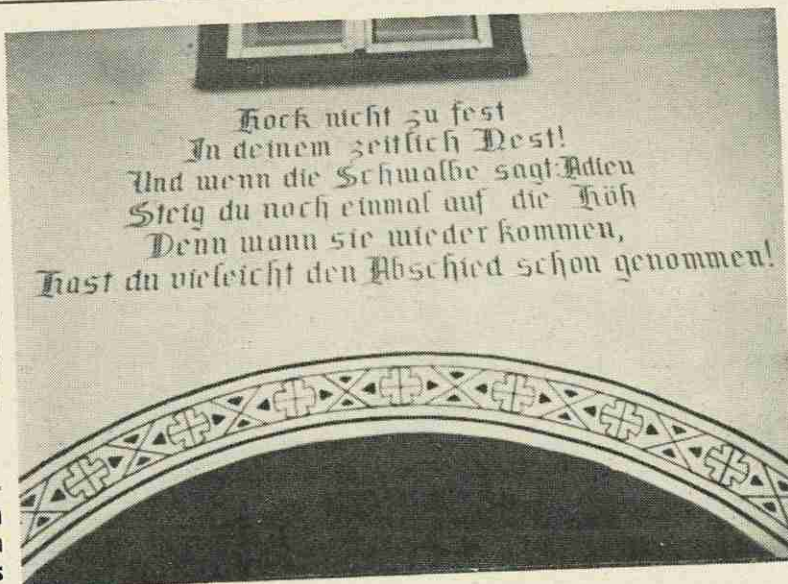 Hock nicht zu fest
In deinem zeitlich Nest!
Und wenn die Schwalbe sagt: Adieu
Steig du noch einmal auf die Höh
Denn wann sie wieder kommen,
Hast du vieleicht den Abschied schon genommen!